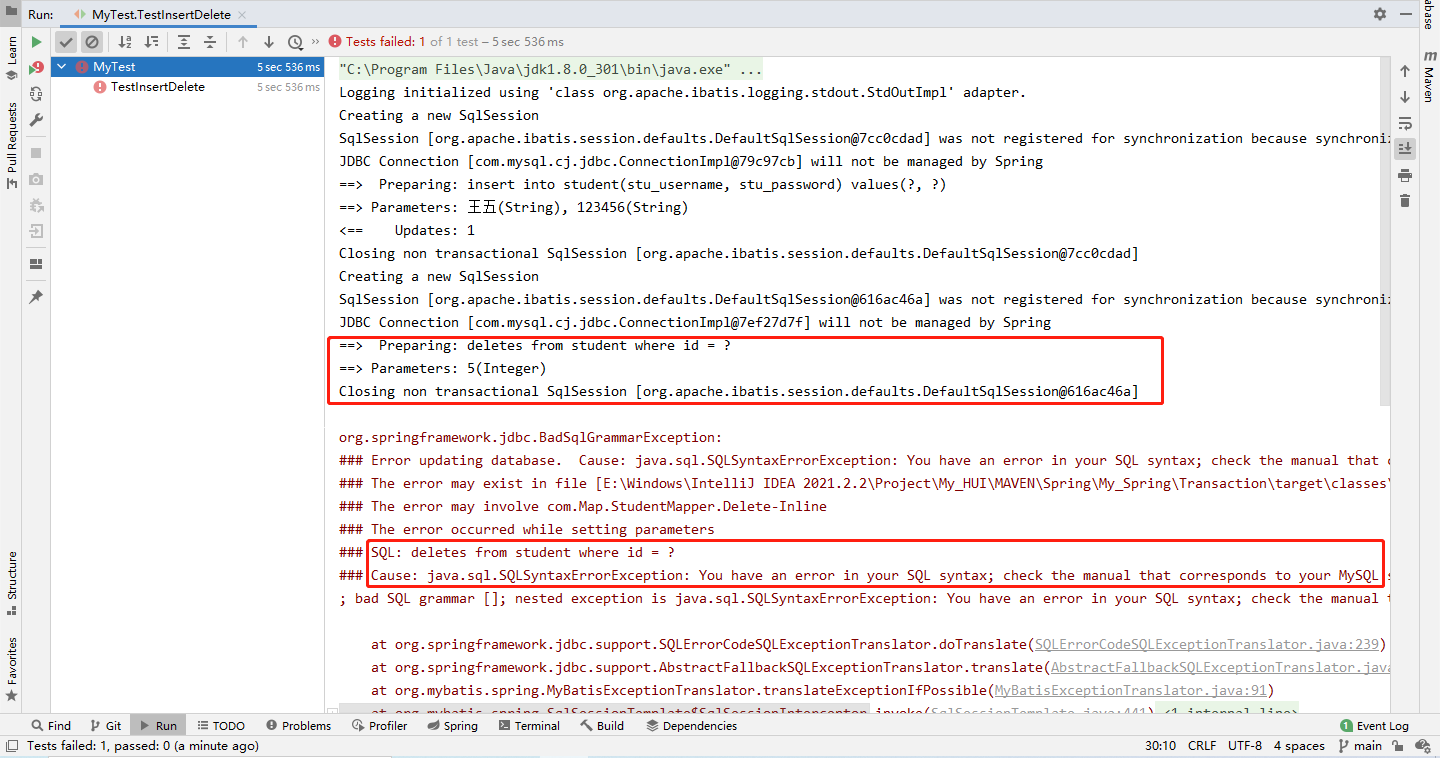 Run: MyTest.TestInsertDelete
Tests failed: 1 of 1 test – 5 sec 536 ms
MyTest 5 sec 536 ms
TestInsertDelete 5 sec 536 ms
"C:\Program Files\Java\jdk1.8.0_301\bin\java.exe" ...
Logging initialized using 'class org.apache.ibatis.logging.stdout.StdOutImpl' adapter.
Creating a new SqlSession
SqlSession [org.apache.ibatis.session.defaults.DefaultSqlSession@7cc0cdad] was not registered for synchronization because synchroni
JDBC Connection [com.mysql.cj.jdbc.ConnectionImpl@79c97cb] will not be managed by Spring
==>  Preparing: insert into student(stu_username, stu_password) values(?, ?)
==> Parameters: 王五(String), 123456(String)
<==    Updates: 1
Closing non transactional SqlSession [org.apache.ibatis.session.defaults.DefaultSqlSession@7cc0cdad]
Creating a new SqlSession
SqlSession [org.apache.ibatis.session.defaults.DefaultSqlSession@616ac46a] was not registered for synchronization because synchroni
JDBC Connection [com.mysql.cj.jdbc.ConnectionImpl@7ef27d7f] will not be managed by Spring
==>  Preparing: deletes from student where id = ?
==> Parameters: 5(Integer)
Closing non transactional SqlSession [org.apache.ibatis.session.defaults.DefaultSqlSession@616ac46a]
org.springframework.jdbc.BadSqlGrammarException:
### Error updating database.  Cause: java.sql.SQLSyntaxErrorException: You have an error in your SQL syntax; check the manual that
### The error may exist in file [E:\Windows\IntelliJ IDEA 2021.2.2\Project\My_HUI\MAVEN\Spring\My_Spring\Transaction\target\classes\
### The error may involve com.Map.StudentMapper.Delete-Inline
### The error occurred while setting parameters
### SQL: deletes from student where id = ?
### Cause: java.sql.SQLSyntaxErrorException: You have an error in your SQL syntax; check the manual that corresponds to your MySQL
; bad SQL grammar []; nested exception is java.sql.SQLSyntaxErrorException: You have an error in your SQL syntax; check the manual
at org.springframework.jdbc.support.SQLErrorCodeSQLExceptionTranslator.doTranslate(SQLErrorCodeSQLExceptionTranslator.java:239)
at org.springframework.jdbc.support.AbstractFallbackSQLExceptionTranslator.translate(AbstractFallbackSQLExceptionTranslator.java
at org.mybatis.spring.MyBatisExceptionTranslator.translateExceptionIfPossible(MyBatisExceptionTranslator.java:91)
at org.mybatis.spring.SqlSessionTemplate$SqlSessionInterceptor.invoke(SqlSessionTemplate.java:441) <1 internal line>
Learn
Pull Requests
Structure
Favorites
abase
m
Maven
Find Git Run TODO Problems Profiler Spring Terminal Build Dependencies 1 Event Log
Tests failed: 1, passed: 0 (a minute ago) 30:10 CRLF UTF-8 4 spaces main